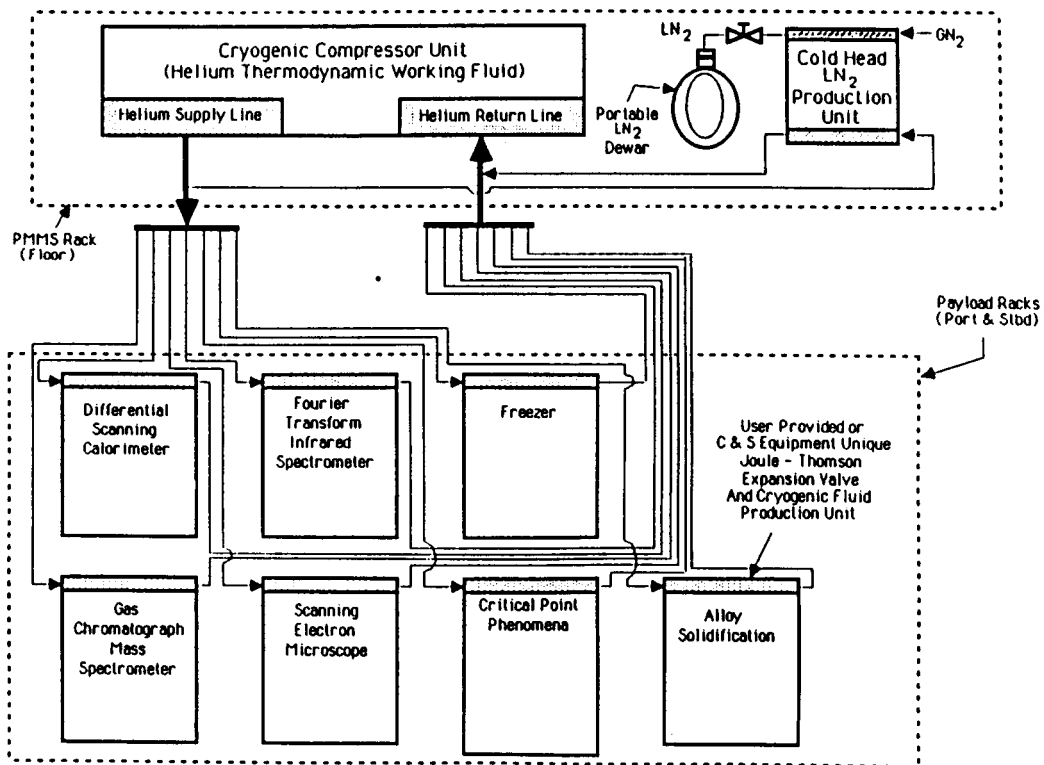 Cryogenic Compressor Unit
(Helium Thermodynamic Working Fluid)
Helium Supply Line
Helium Return Line
LN2
GN2
Cold Head
LN2
Production
Unit
Portable
LN2
Dewar
PMMS Rack
(Floor)
Payload Racks
(Port & Stbd)
Differential
Scanning
Calorimeter
Fourier
Transform
Infrared
Spectrometer
Freezer
User Provided or
C & S Equipment Unique
Joule - Thomson
Expansion Valve
And Cryogenic Fluid
Production Unit
Gas
Chromatograph
Mass
Spectrometer
Scanning
Electron
Microscope
Critical Point
Phenomena
Alloy
Solidification